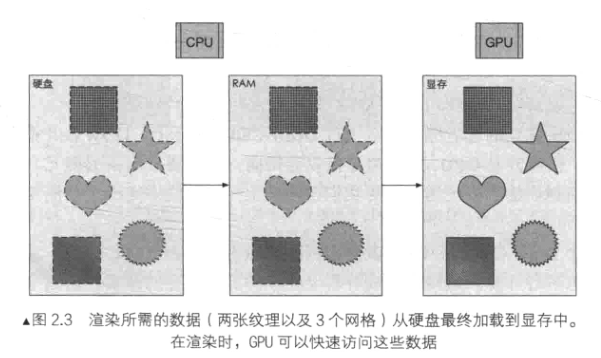 CPU
GPU
硬盘
RAM
显存
▲图 2.3 渲染所需的数据（两张纹理以及 3 个网格）从硬盘最终加载到显存中。
在渲染时，GPU 可以快速访问这些数据